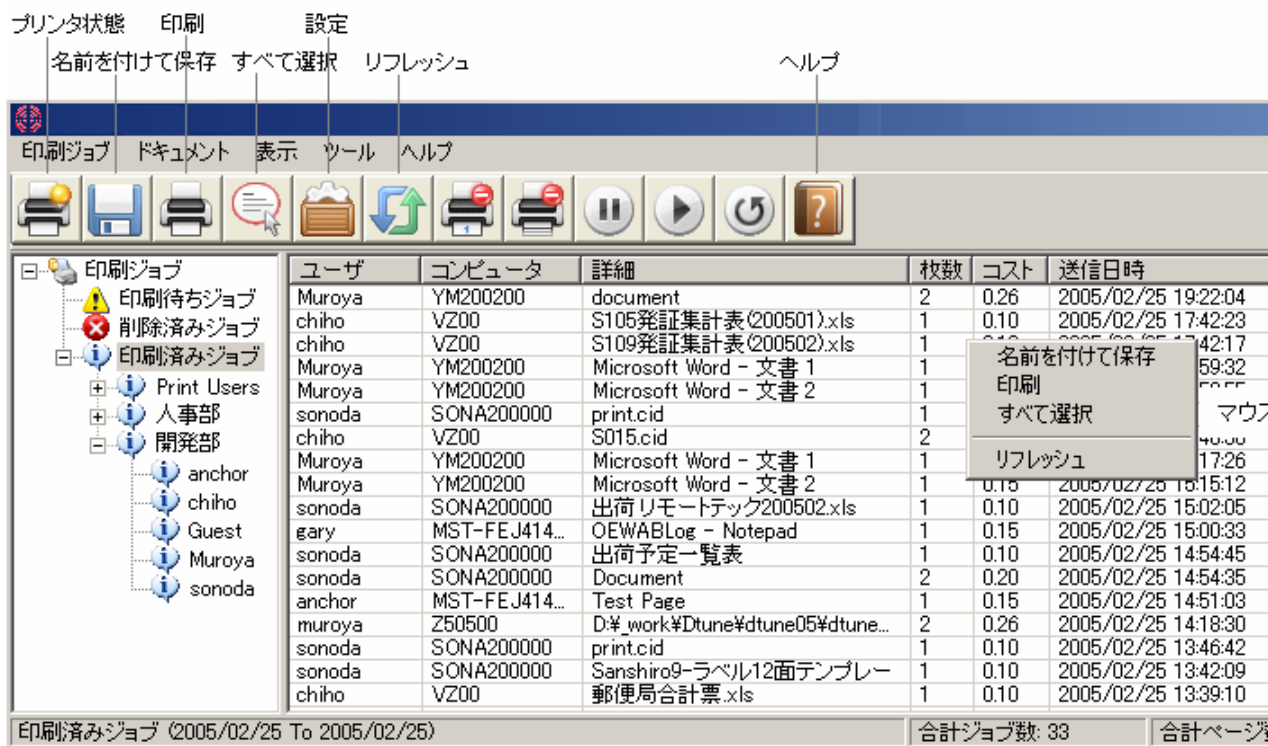 プリンタ状態 印刷 設定
名前を付けて保存 すべて選択 リフレッシュ ヘルプ
印刷ジョブ ドキュメント 表示 ツール ヘルプ
印刷ジョブ
印刷待ちジョブ
削除済みジョブ
印刷済みジョブ
Print Users
人事部
開発部
anchor
chiho
Guest
Muroya
sonoda
ユーザ コンピュータ 詳細 枚数 コスト 送信日時
Muroya YM200200 document 2 0.26 2005/02/25 19:22:04
chiho VZ00 S105発証集計表(200501).xls 1 0.10 2005/02/25 17:42:23
chiho VZ00 S109発証集計表(200502).xls 1 42:17
Muroya YM200200 Microsoft Word - 文書 1 1 59:32
Muroya YM200200 Microsoft Word - 文書 2 1
sonoda SONA200000 print.cid 1
chiho VZ00 S015.cid 2
Muroya YM200200 Microsoft Word - 文書 1 1 17:26
Muroya YM200200 Microsoft Word - 文書 2 1 0.15 2005/02/25 15:15:12
sonoda SONA200000 出荷リモートテック200502.xls 1 0.10 2005/02/25 15:02:05
gary MST-FEJ414... OEWABLog - Notepad 1 0.15 2005/02/25 15:00:33
sonoda SONA200000 出荷予定一覧表 1 0.10 2005/02/25 14:54:45
sonoda SONA200000 Document 2 0.20 2005/02/25 14:54:35
anchor MST-FEJ414... Test Page 1 0.15 2005/02/25 14:51:03
muroya Z50500 D:¥_work¥Dtune¥dtune05¥dtune... 2 0.26 2005/02/25 14:18:30
sonoda SONA200000 print.cid 1 0.10 2005/02/25 13:46:42
sonoda SONA200000 Sanshiro9-ラベル12面テンプレー 1 0.10 2005/02/25 13:42:09
chiho VZ00 郵便局合計票.xls 1 0.10 2005/02/25 13:39:10
名前を付けて保存
印刷
すべて選択
リフレッシュ
マウス
印刷済みジョブ (2005/02/25 To 2005/02/25) 合計ジョブ数: 33 合計ページ数